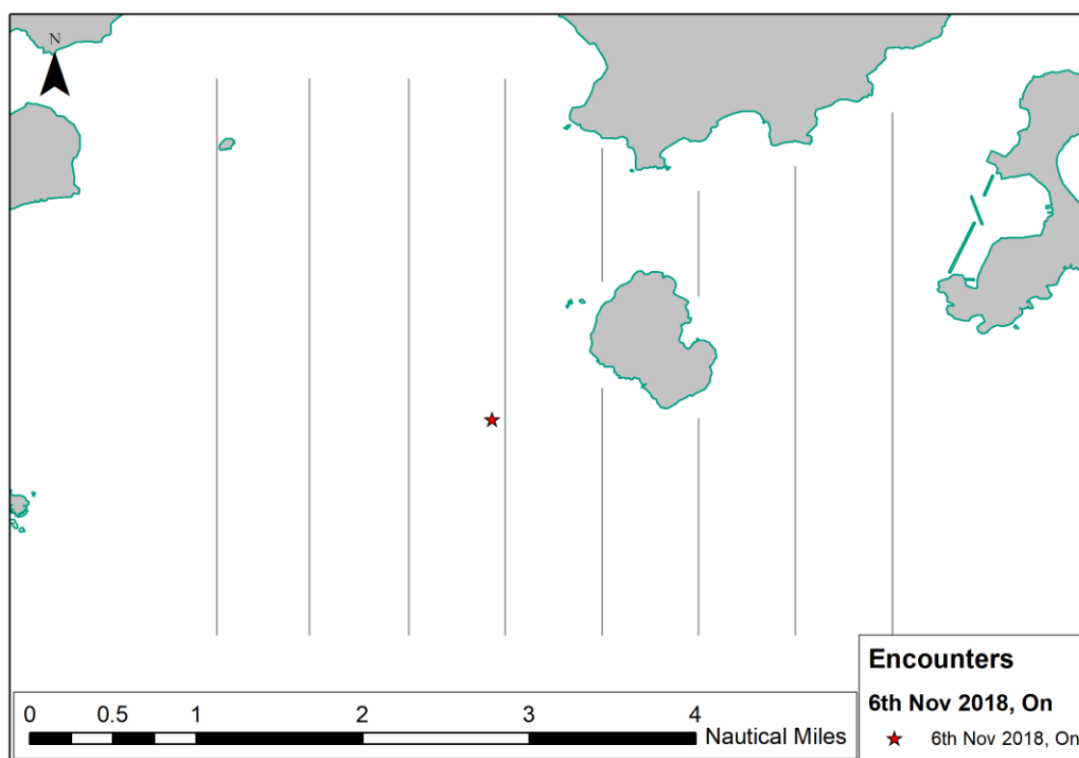 N
Encounters
6th Nov 2018, On
6th Nov 2018, On
0 0.5 1 2 3 4
Nautical Miles